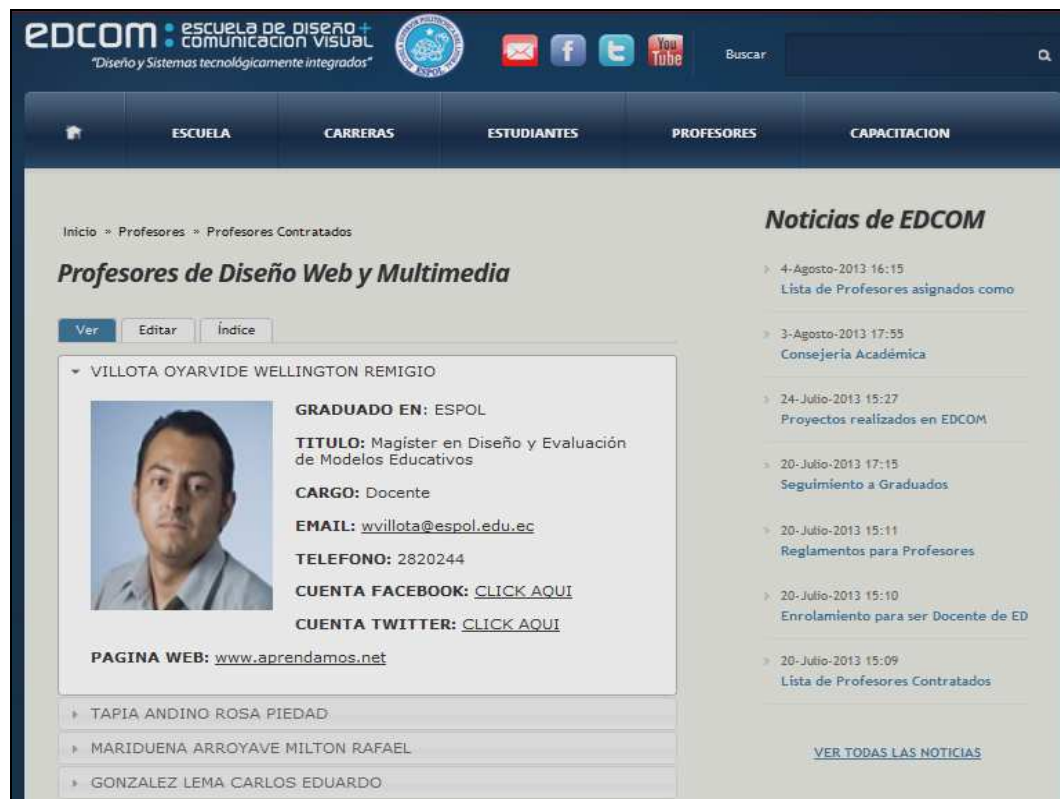 EDCOM: ESCUELA DE DISEÑO +
COMUNICACION VISUAL
"Diseño y Sistemas tecnológicamente integrados"
ESPOL
You
Tube
Buscar
ESCUELA CARRERAS ESTUDIANTES PROFESORES CAPACITACION
Inicio » Profesores » Profesores Contratados
Profesores de Diseño Web y Multimedia
Ver Editar Índice
VILLOTA OYARVIDE WELLINGTON REMIGIO
GRADUADO EN: ESPOL
TITULO: Magíster en Diseño y Evaluación
de Modelos Educativos
CARGO: Docente
EMAIL: wvillota@espol.edu.ec
TELEFONO: 2820244
CUENTA FACEBOOK: CLICK AQUI
CUENTA TWITTER: CLICK AQUI
PAGINA WEB: www.aprendamos.net
TAPIA ANDINO ROSA PIEDAD
MARIDUENA ARROYAVE MILTON RAFAEL
GONZALEZ LEMA CARLOS EDUARDO
Noticias de EDCOM
4-Agosto-2013 16:15
Lista de Profesores asignados como
3-Agosto-2013 17:55
Consejería Académica
24-Julio-2013 15:27
Proyectos realizados en EDCOM
20-Julio-2013 17:15
Seguimiento a Graduados
20-Julio-2013 15:11
Reglamentos para Profesores
20-Julio-2013 15:10
Enrolamiento para ser Docente de ED
20-Julio-2013 15:09
Lista de Profesores Contratados
VER TODAS LAS NOTICIAS